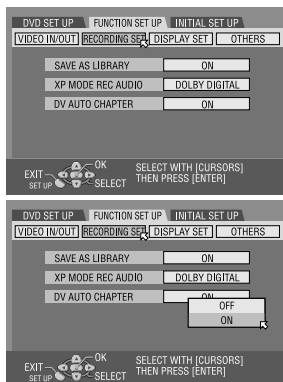 DVD SET UP FUNCTION SET UP INITIAL SET UP
VIDEO IN/OUT RECORDING SET DISPLAY SET OTHERS
SAVE AS LIBRARY ON
XP MODE REC AUDIO DOLBY DIGITAL
DV AUTO CHAPTER ON
EXIT OK SELECT WITH [CURSORS]
SET UP SELECT THEN PRESS [ENTER]
DVD SET UP FUNCTION SET UP INITIAL SET UP
VIDEO IN/OUT RECORDING SET DISPLAY SET OTHERS
SAVE AS LIBRARY ON
XP MODE REC AUDIO DOLBY DIGITAL
DV AUTO CHAPTER ON
OFF
ON
EXIT OK SELECT WITH [CURSORS]
SET UP SELECT THEN PRESS [ENTER]